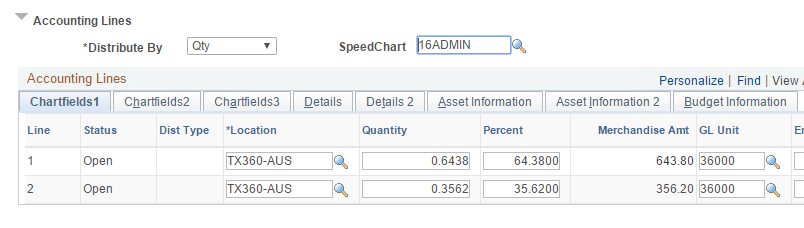 Accounting Lines
*Distribute By Qty SpeedChart 16ADMIN
Accounting Lines Personalize | Find | View A
Chartfields1 Chartfields2 Chartfields3 Details Details 2 Asset Information Asset Information 2 Budget Information
Line Status Dist Type *Location Quantity Percent Merchandise Amt GL Unit En
1 Open TX360-AUS 0.6438 64.3800 643.80 36000
2 Open TX360-AUS 0.3562 35.6200 356.20 36000